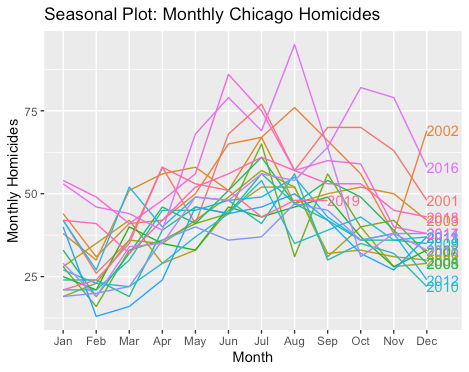 Seasonal Plot: Monthly Chicago Homicides
Monthly Homicides
75
50
25
2002
2016
2001
2019
2012
2010
Jan Feb Mar Apr May Jun Jul Aug Sep Oct Nov Dec
Month